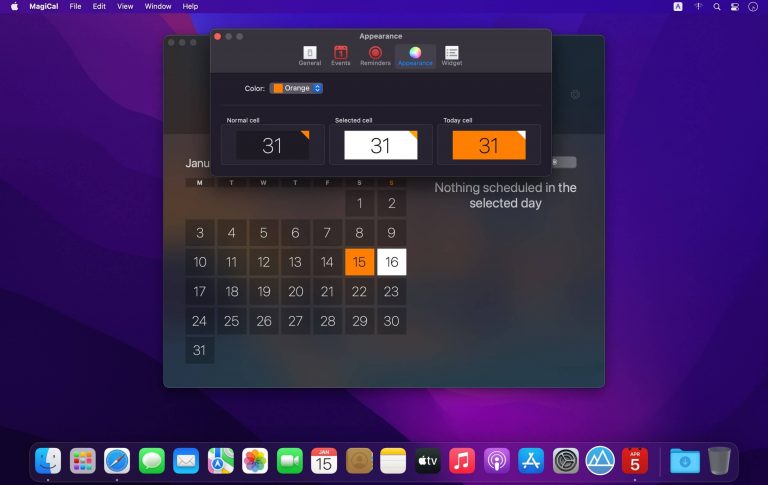 MagiCal File Edit View Window Help A
Appearance
General Events Reminders Appearance Widget
Color: Orange
Normal cell Selected cell Today cell
31 31 31
Janu
M T W T F S S
1 2
3 4 5 6 7 8 9
10 11 12 13 14 15 16
17 18 19 20 21 22 23
24 25 26 27 28 29 30
31
Nothing scheduled in the
selected day
JAN
15
tv
APR
5